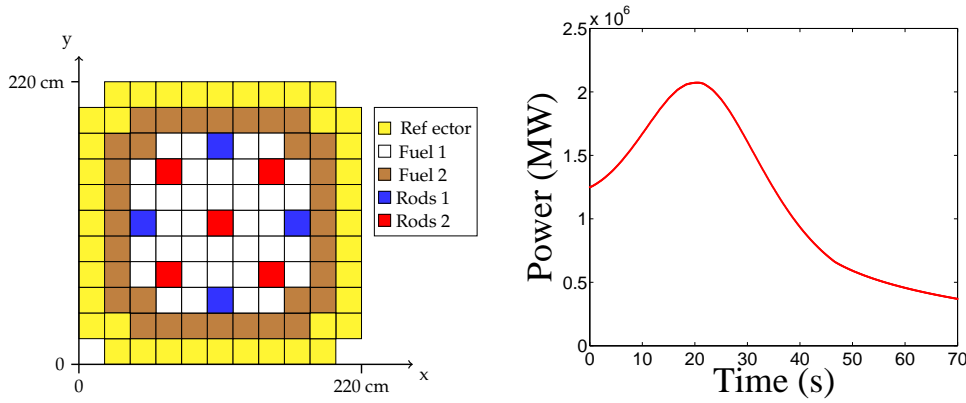 y
220 cm
0
0
220 cm
x
Ref ector
Fuel 1
Fuel 2
Rods 1
Rods 2
x 10^6
2.5
2
1.5
1
0.5
0
0 10 20 30 40 50 60 70
Power (MW)
Time (s)